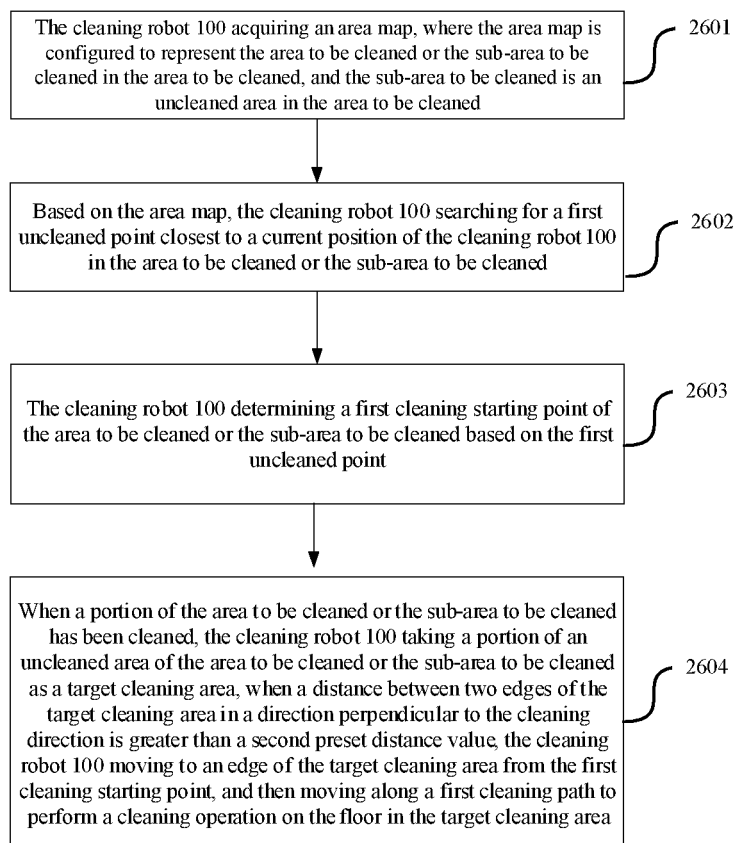 The cleaning robot 100 acquiring an area map, where the area map is
configured to represent the area to be cleaned or the sub-area to be
cleaned in the area to be cleaned, and the sub-area to be cleaned is an
uncleaned area in the area to be cleaned
2601
Based on the area map, the cleaning robot 100 searching for a first
uncleaned point closest to a current position of the cleaning robot 100
in the area to be cleaned or the sub-area to be cleaned
2602
The cleaning robot 100 determining a first cleaning starting point of
the area to be cleaned or the sub-area to be cleaned based on the first
uncleaned point
2603
When a portion of the area to be cleaned or the sub-area to be cleaned
has been cleaned, the cleaning robot 100 taking a portion of an
uncleaned area of the area to be cleaned or the sub-area to be cleaned
as a target cleaning area, when a distance between two edges of the
target cleaning area in a direction perpendicular to the cleaning
direction is greater than a second preset distance value, the cleaning
robot 100 moving to an edge of the target cleaning area from the first
cleaning starting point, and then moving along a first cleaning path to
perform a cleaning operation on the floor in the target cleaning area
2604